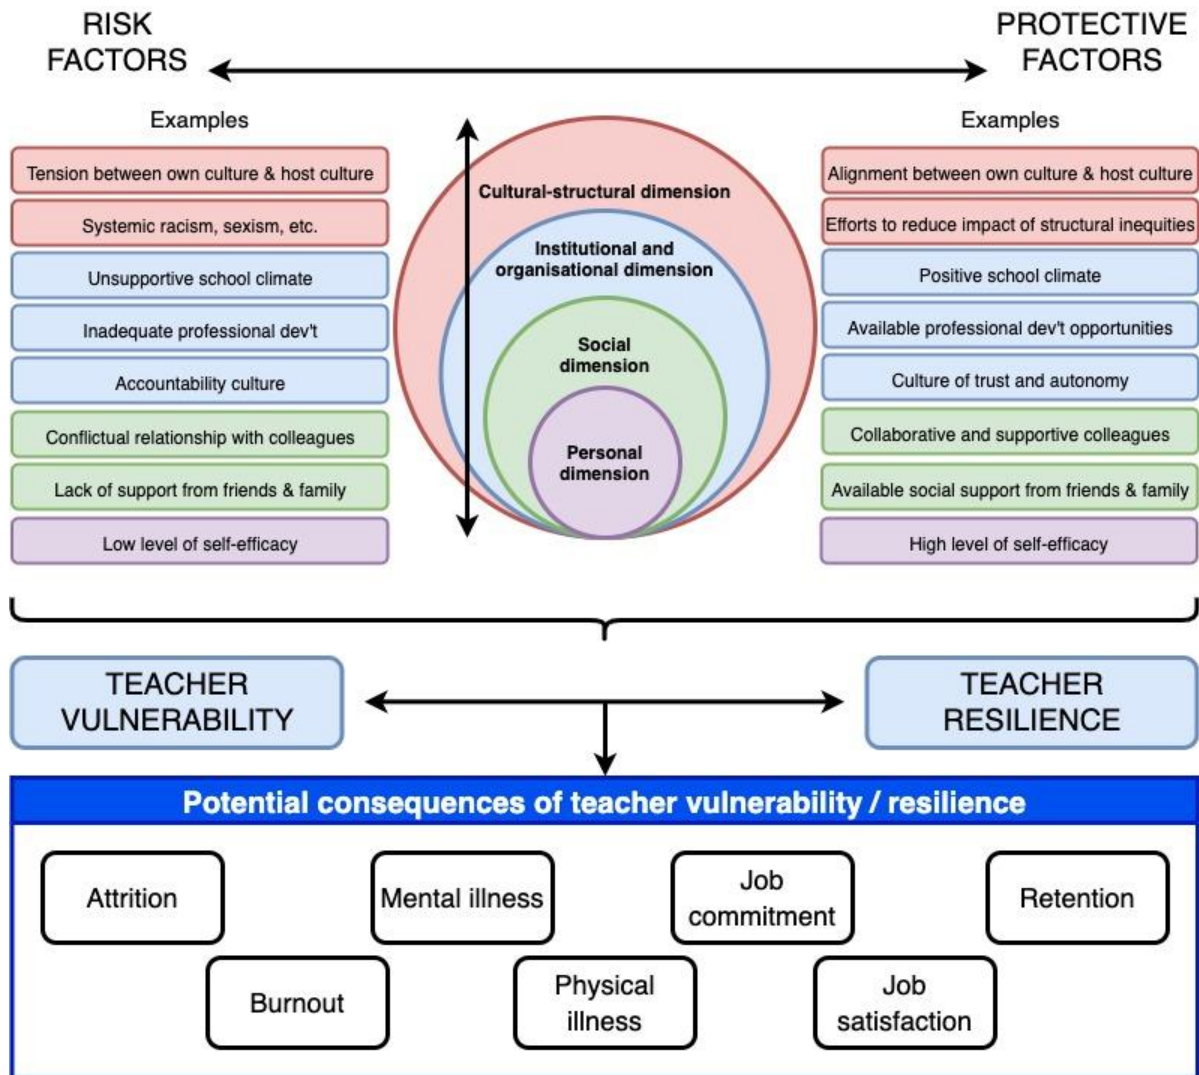 RISK
FACTORS
PROTECTIVE
FACTORS
Examples
Tension between own culture & host culture
Systemic racism, sexism, etc.
Unsupportive school climate
Inadequate professional dev't
Accountability culture
Conflictual relationship with colleagues
Lack of support from friends & family
Low level of self-efficacy
Cultural-structural dimension
Institutional and
organisational dimension
Social
dimension
Personal
dimension
Examples
Alignment between own culture & host culture
Efforts to reduce impact of structural inequities
Positive school climate
Available professional dev't opportunities
Culture of trust and autonomy
Collaborative and supportive colleagues
Available social support from friends & family
High level of self-efficacy
TEACHER
VULNERABILITY
TEACHER
RESILIENCE
Potential consequences of teacher vulnerability / resilience
Attrition
Mental illness
Job
commitment
Retention
Burnout
Physical
illness
Job
satisfaction